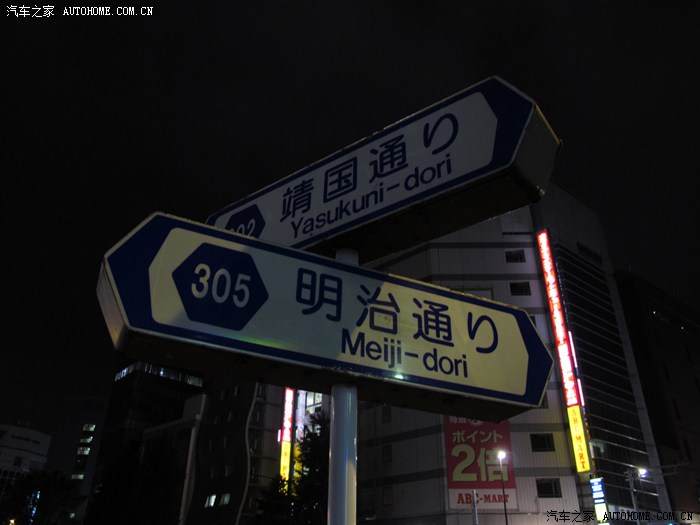 汽车之家 AUTOHOME.COM.CN
靖国通り
Yasukuni-dori
305
明治通り
Meiji-dori
ポイント
2倍
ABC-MART
汽车之家 AUTOHOME.COM.CN